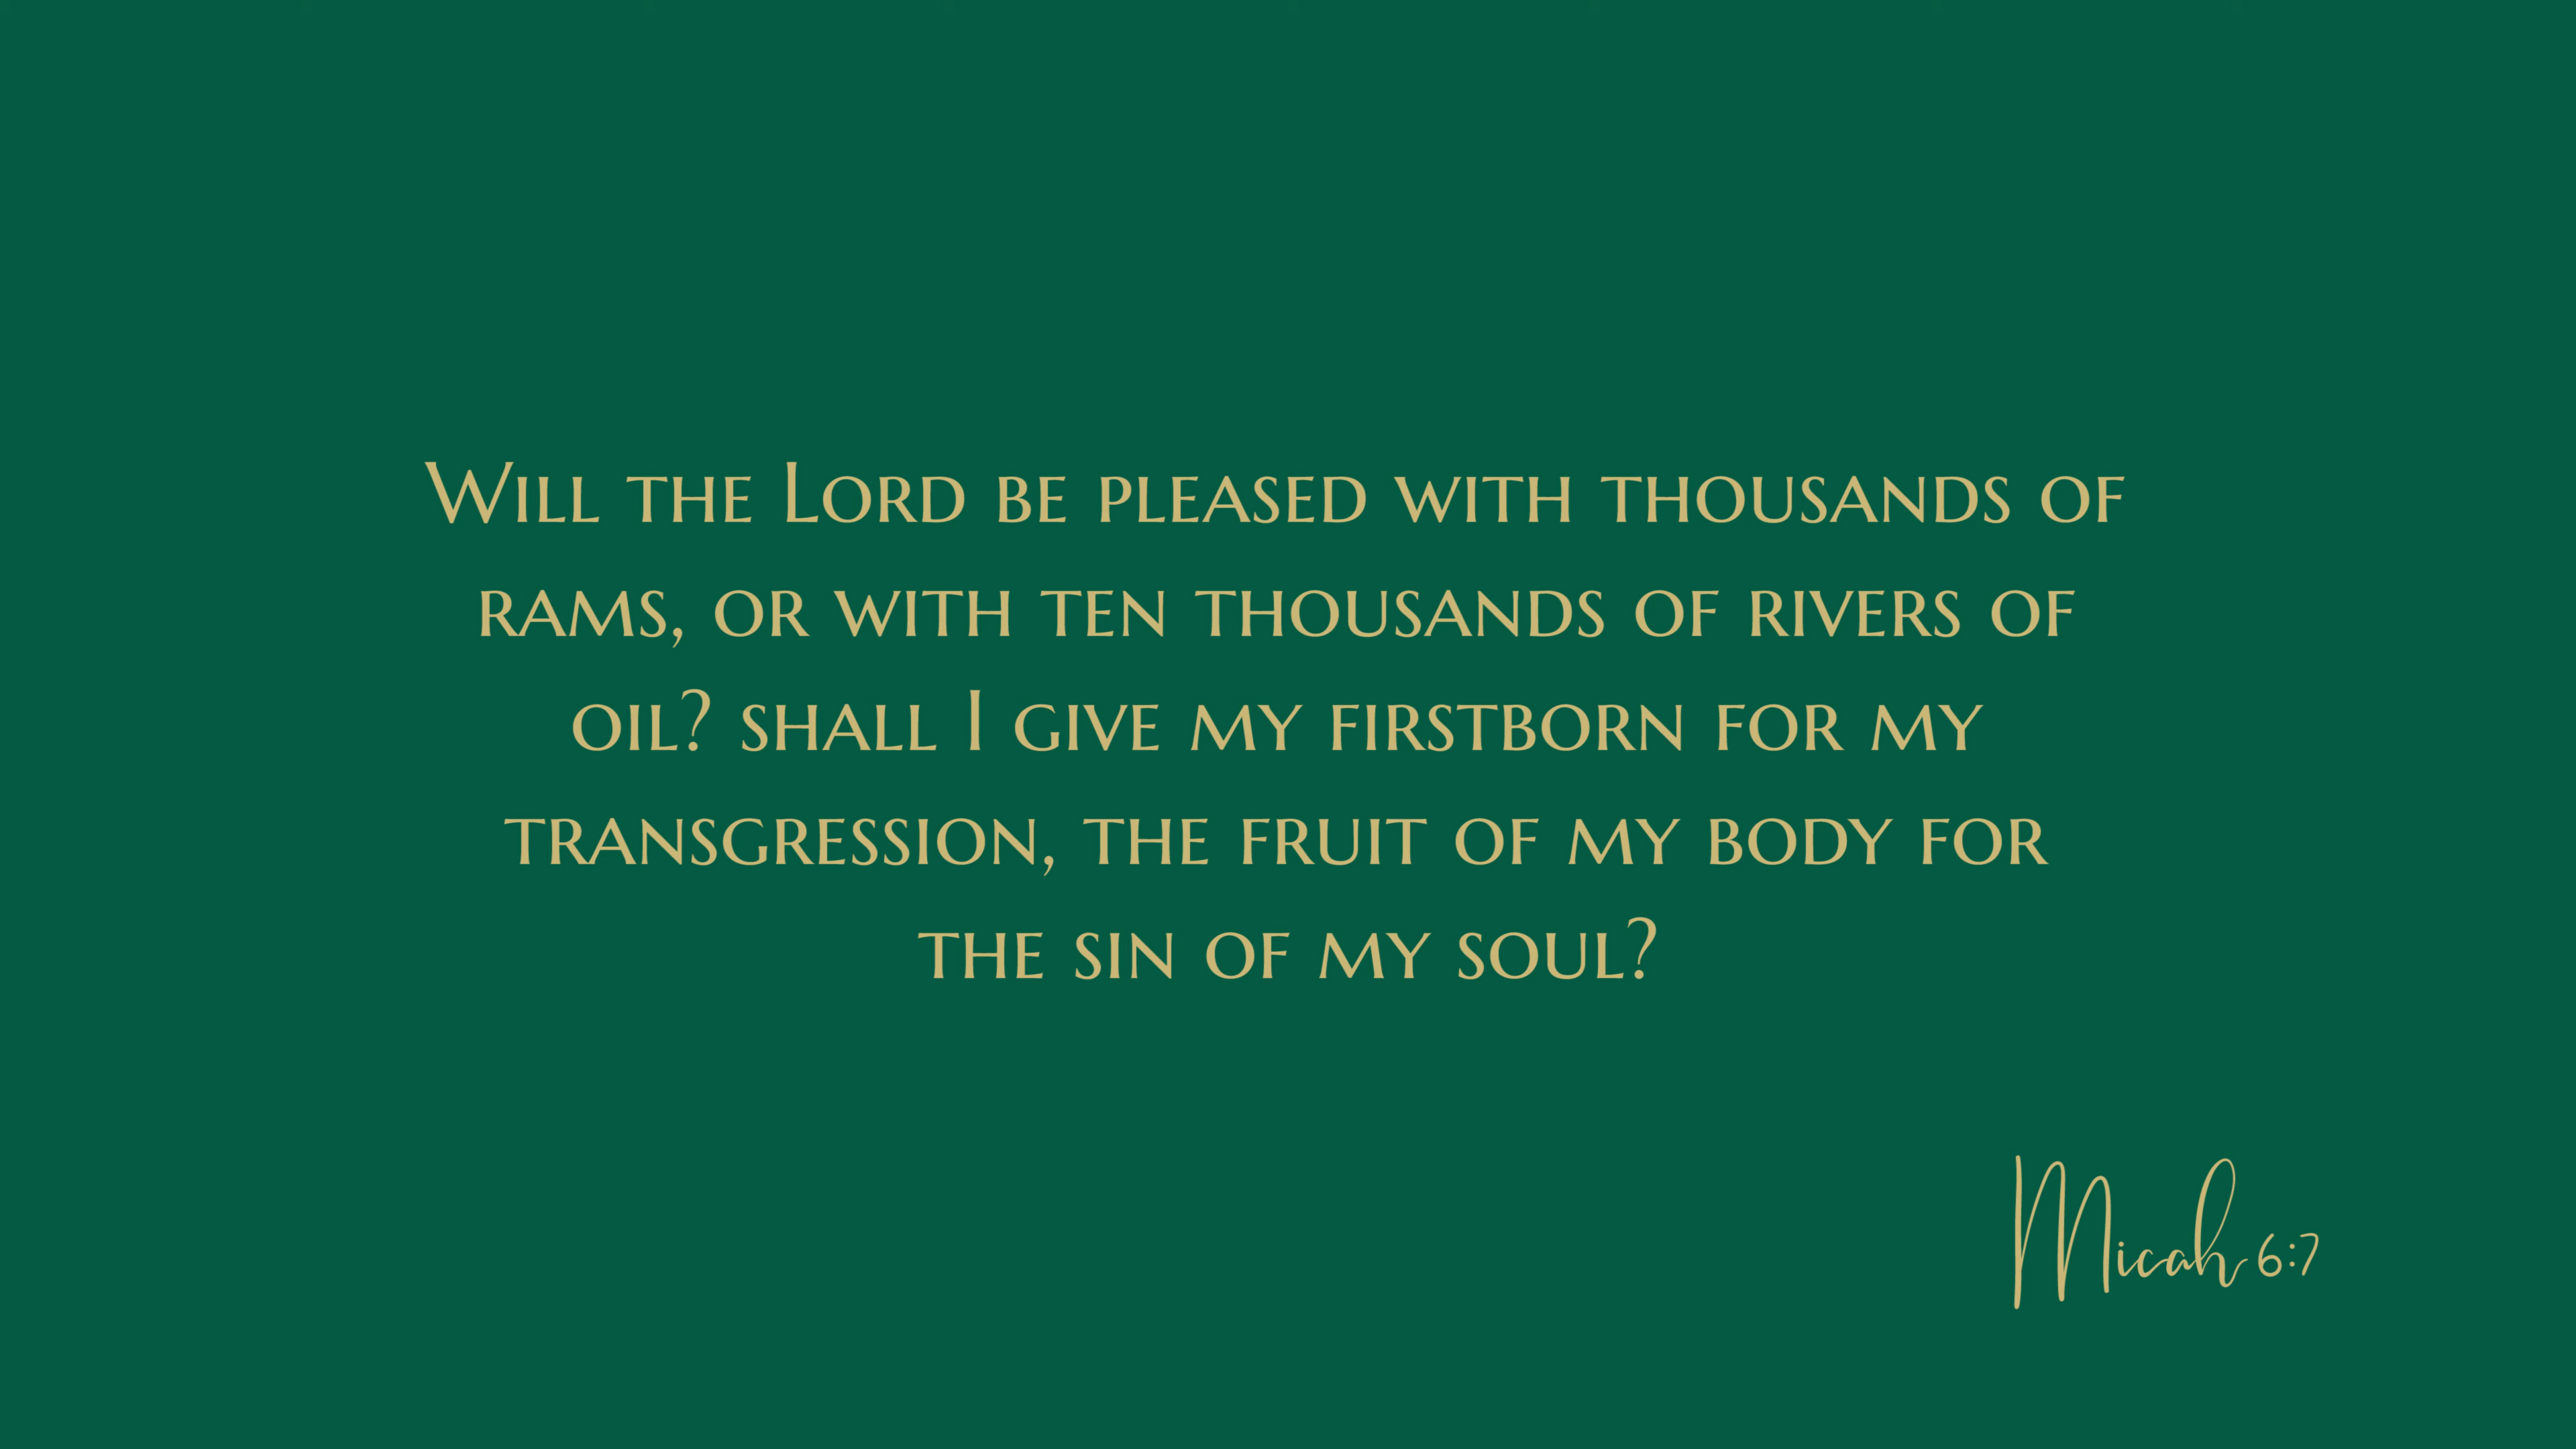 Will the Lord be pleased with thousands of
rams, or with ten thousands of rivers of
oil? shall I give my firstborn for my
transgression, the fruit of my body for
the sin of my soul?
Micah 6:7